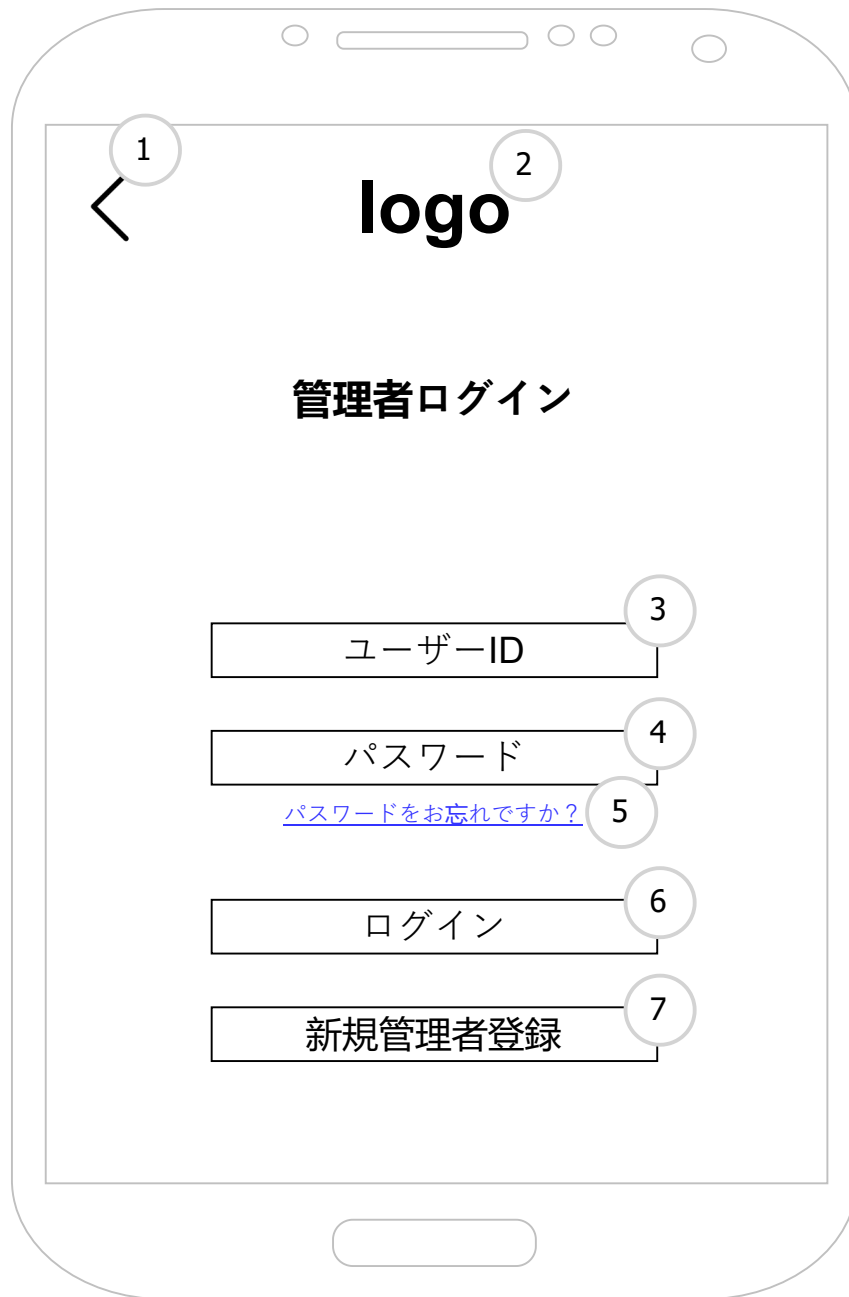 1
2
logo
管理者ログイン
3
ユーザーID
4
パスワード
パスワードをお忘れですか？
5
6
ログイン
7
新規管理者登録